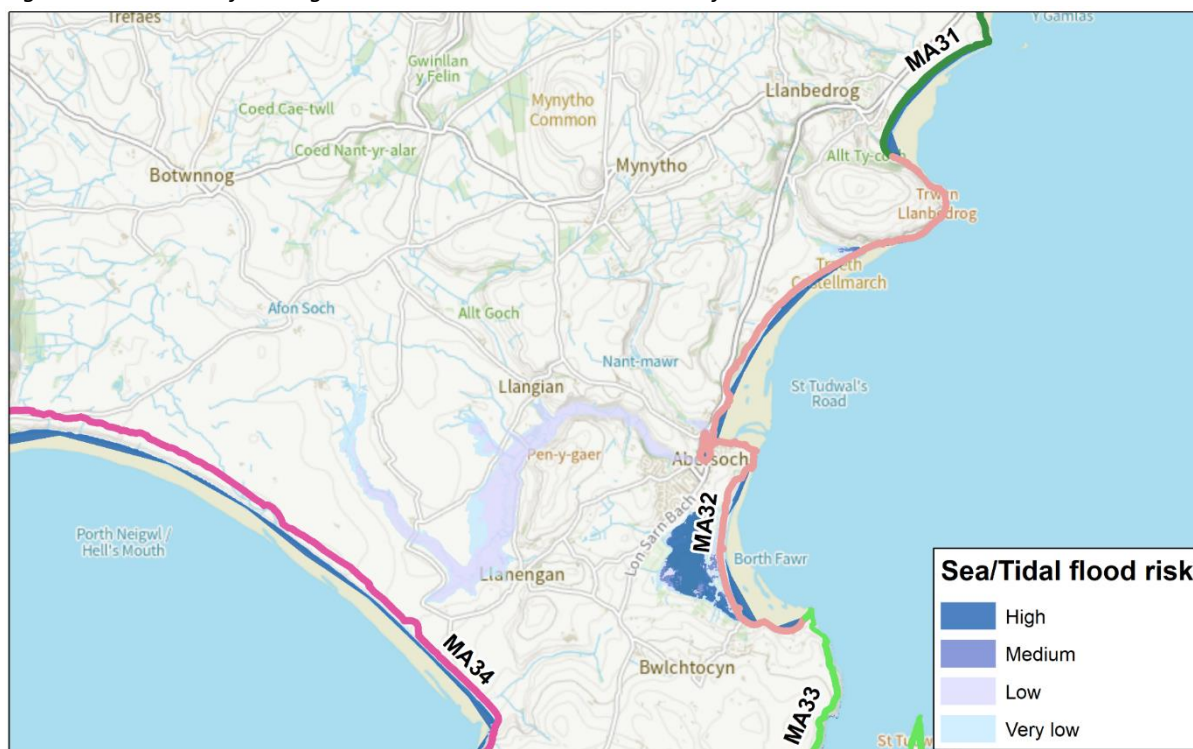 Trefaes
Y Gamlas
MA31
Gwinllan
y Felin
Llanbedrog
Coed Cae-twll
Mynytho
Common
Coed Nant-yr-alar
Allt Ty-coch
Mynytho
Botwnnog
Trwyn
Llanbedrog
Traeth
Castellmarch
Afon Soch
Allt Goch
Nant-mawr
St Tudwal's
Road
Llangian
Pen-y-gaer
Abersoch
MA32
Porth Neigwl /
Hell's Mouth
Lon Sarn Bach
Borth Fawr
Llanengan
MA34
Bwlchtocyn
MA33
St Tudw
Sea/Tidal flood risk
High
Medium
Low
Very low